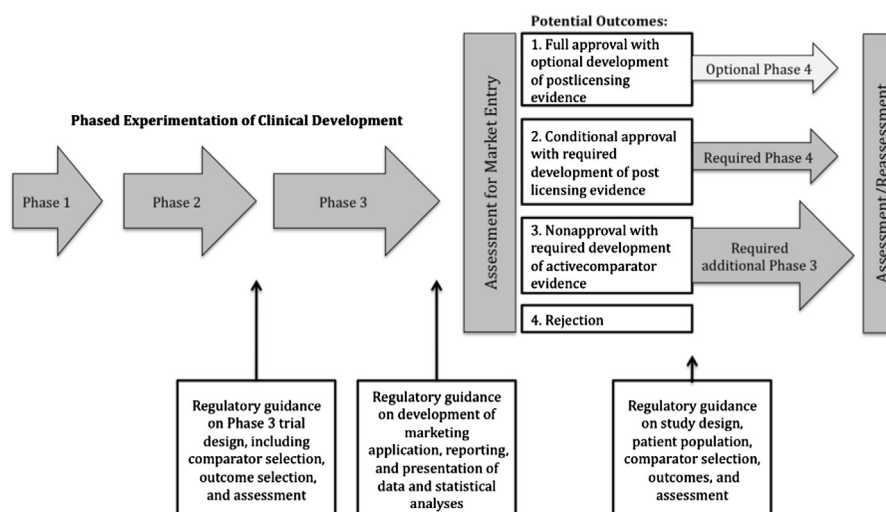 Potential Outcomes:
Phased Experimentation of Clinical Development
Phase 1
Phase 2
Phase 3
Assessment for Market Entry
1. Full approval with
optional development
of postlicensing
evidence
Optional Phase 4
2. Conditional approval
with required
development of post
licensing evidence
Required Phase 4
3. Nonapproval with
required development
of activecomparator
evidence
Required
additional Phase 3
4. Rejection
Assessment/Reassessment
Regulatory guidance
on Phase 3 trial
design, including
comparator selection,
outcome selection,
and assessment
Regulatory guidance
on development of
marketing
application, reporting,
and presentation of
data and statistical
analyses
Regulatory guidance
on study design,
patient population,
comparator selection,
outcomes, and
assessment